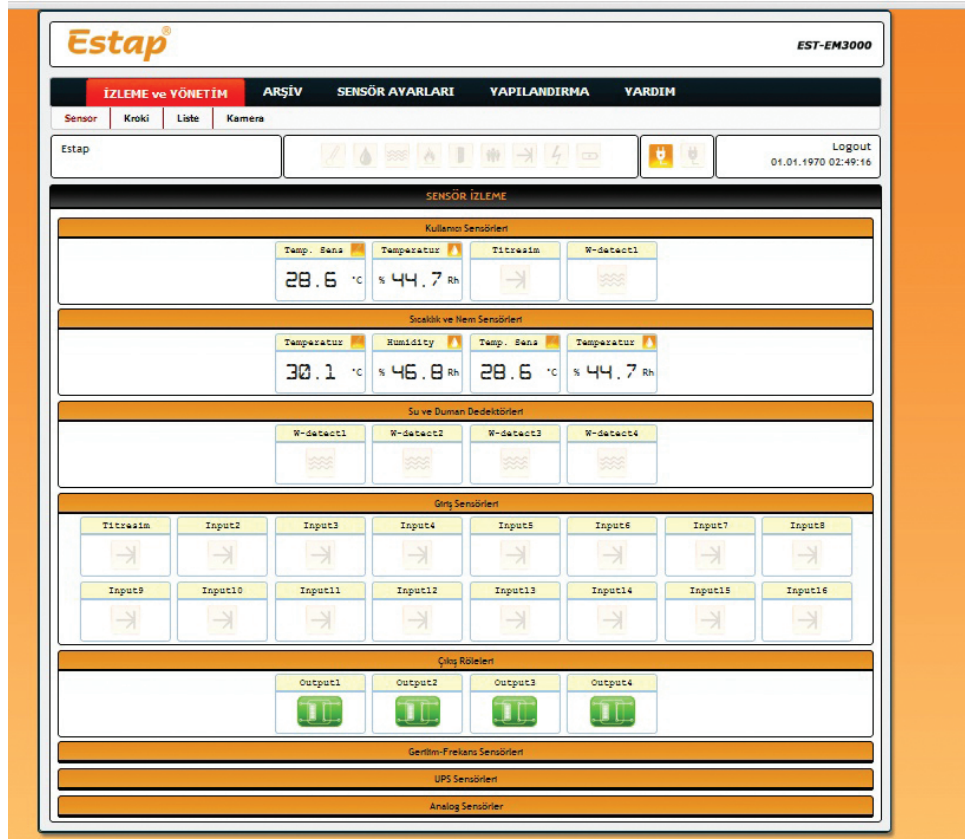 Estap®
EST-EM3000
İZLEME ve YÖNETİM ARŞİV SENSÖR AYARLARI YAPILANDIRMA YARDIM
Sensor Kroki Liste Kamera
Estap
Logout
01.01.1970 02:49:16
SENSÖR İZLEME
Kullanıcı Sensörleri
Temp. Sens Temperatur Titresim W-detect1
28.6 °C % 44.7 Rh
Sıcaklık ve Nem Sensörleri
Temperatur Humidity Temp. Sens Temperatur
30.1 °C % 46.8 Rh 28.6 °C % 44.7 Rh
Su ve Duman Dedektörleri
W-detect1 W-detect2 W-detect3 W-detect4
Giriş Sensörleri
Titresim Input2 Input3 Input4 Input5 Input6 Input7 Input8
Input9 Input10 Input11 Input12 Input13 Input14 Input15 Input16
Çıkış Röleleri
Output1 Output2 Output3 Output4
Gerilim-Frekans Sensörleri
UPS Sensörleri
Analog Sensörler